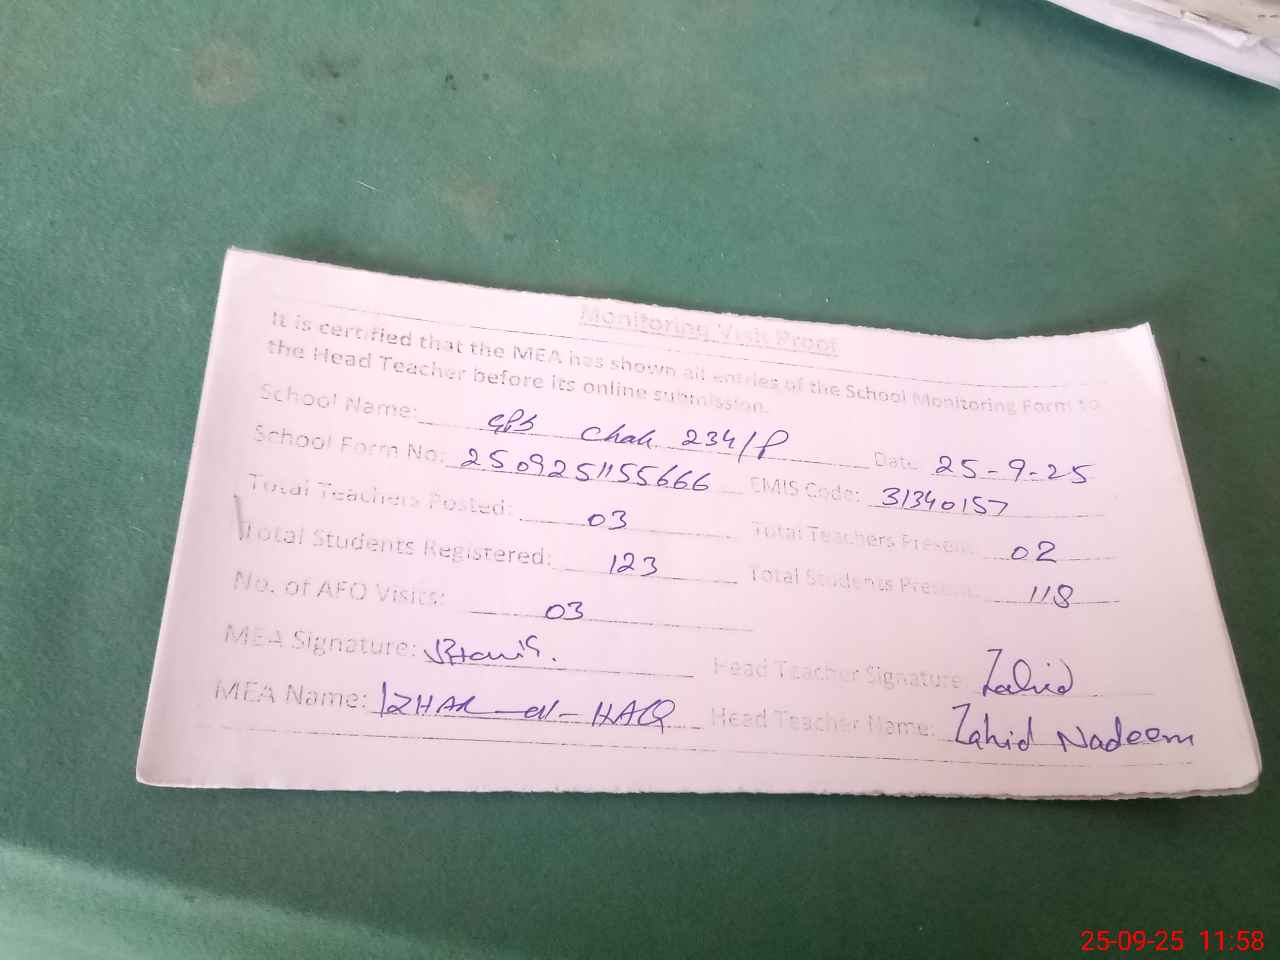 Monitoring Visit Proof
It is certified that the MEA has shown all entries of the School Monitoring Form to
the Head Teacher before its online submission.
School Name: GPS Chak 234/P Date 25-9-25
School Form No: 250925115566​6 EMIS Code: 31340157
Total Teachers Posted: 03 Total Teachers Present: 02
Total Students Registered: 123 Total Students Present: 118
No. of AFO Visits: 03
MEA Signature: Head Teacher Signature: Zahid
MEA Name: IZHAR-ul-HAQ Head Teacher Name: Zahid Nadeem
25-09-25 11:58